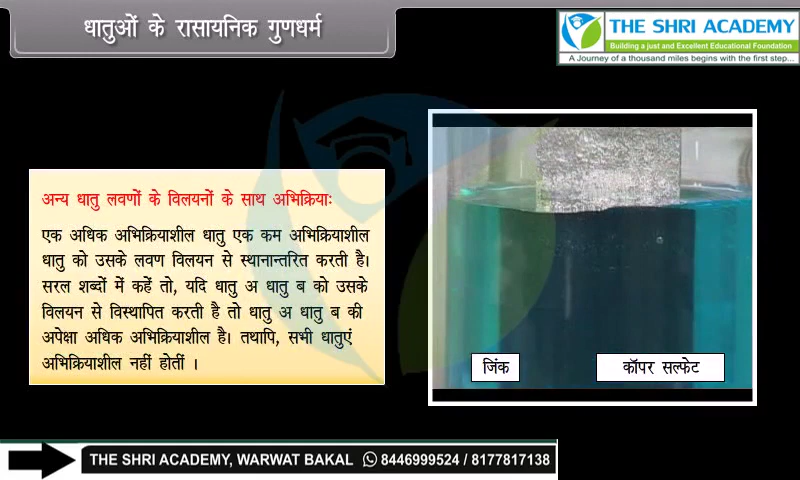 धातुओं के रासायनिक गुणधर्म
THE SHRI ACADEMY
Building a just and Excellent Educational Foundation
A Journey of a thousand miles begins with the first step...
अन्य धातु लवणों के विलयनों के साथ अभिक्रियाः
एक अधिक अभिक्रियाशील धातु एक कम अभिक्रियाशील
धातु को उसके लवण विलयन से स्थानान्तरित करती है।
सरल शब्दों में कहें तो, यदि धातु अ धातु ब को उसके
विलयन से विस्थापित करती है तो धातु अ धातु ब की
अपेक्षा अधिक अभिक्रियाशील है। तथापि, सभी धातुएं
अभिक्रियाशील नहीं होतीं ।
जिंक
कॉपर सल्फेट
THE SHRI ACADEMY, WARWAT BAKAL 8446999524 / 8177817138